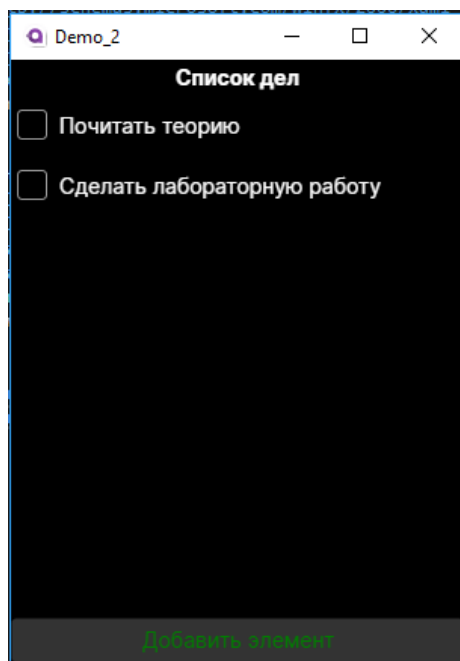 Demo_2
Список дел
Почитать теорию
Сделать лабораторную работу
Добавить элемент